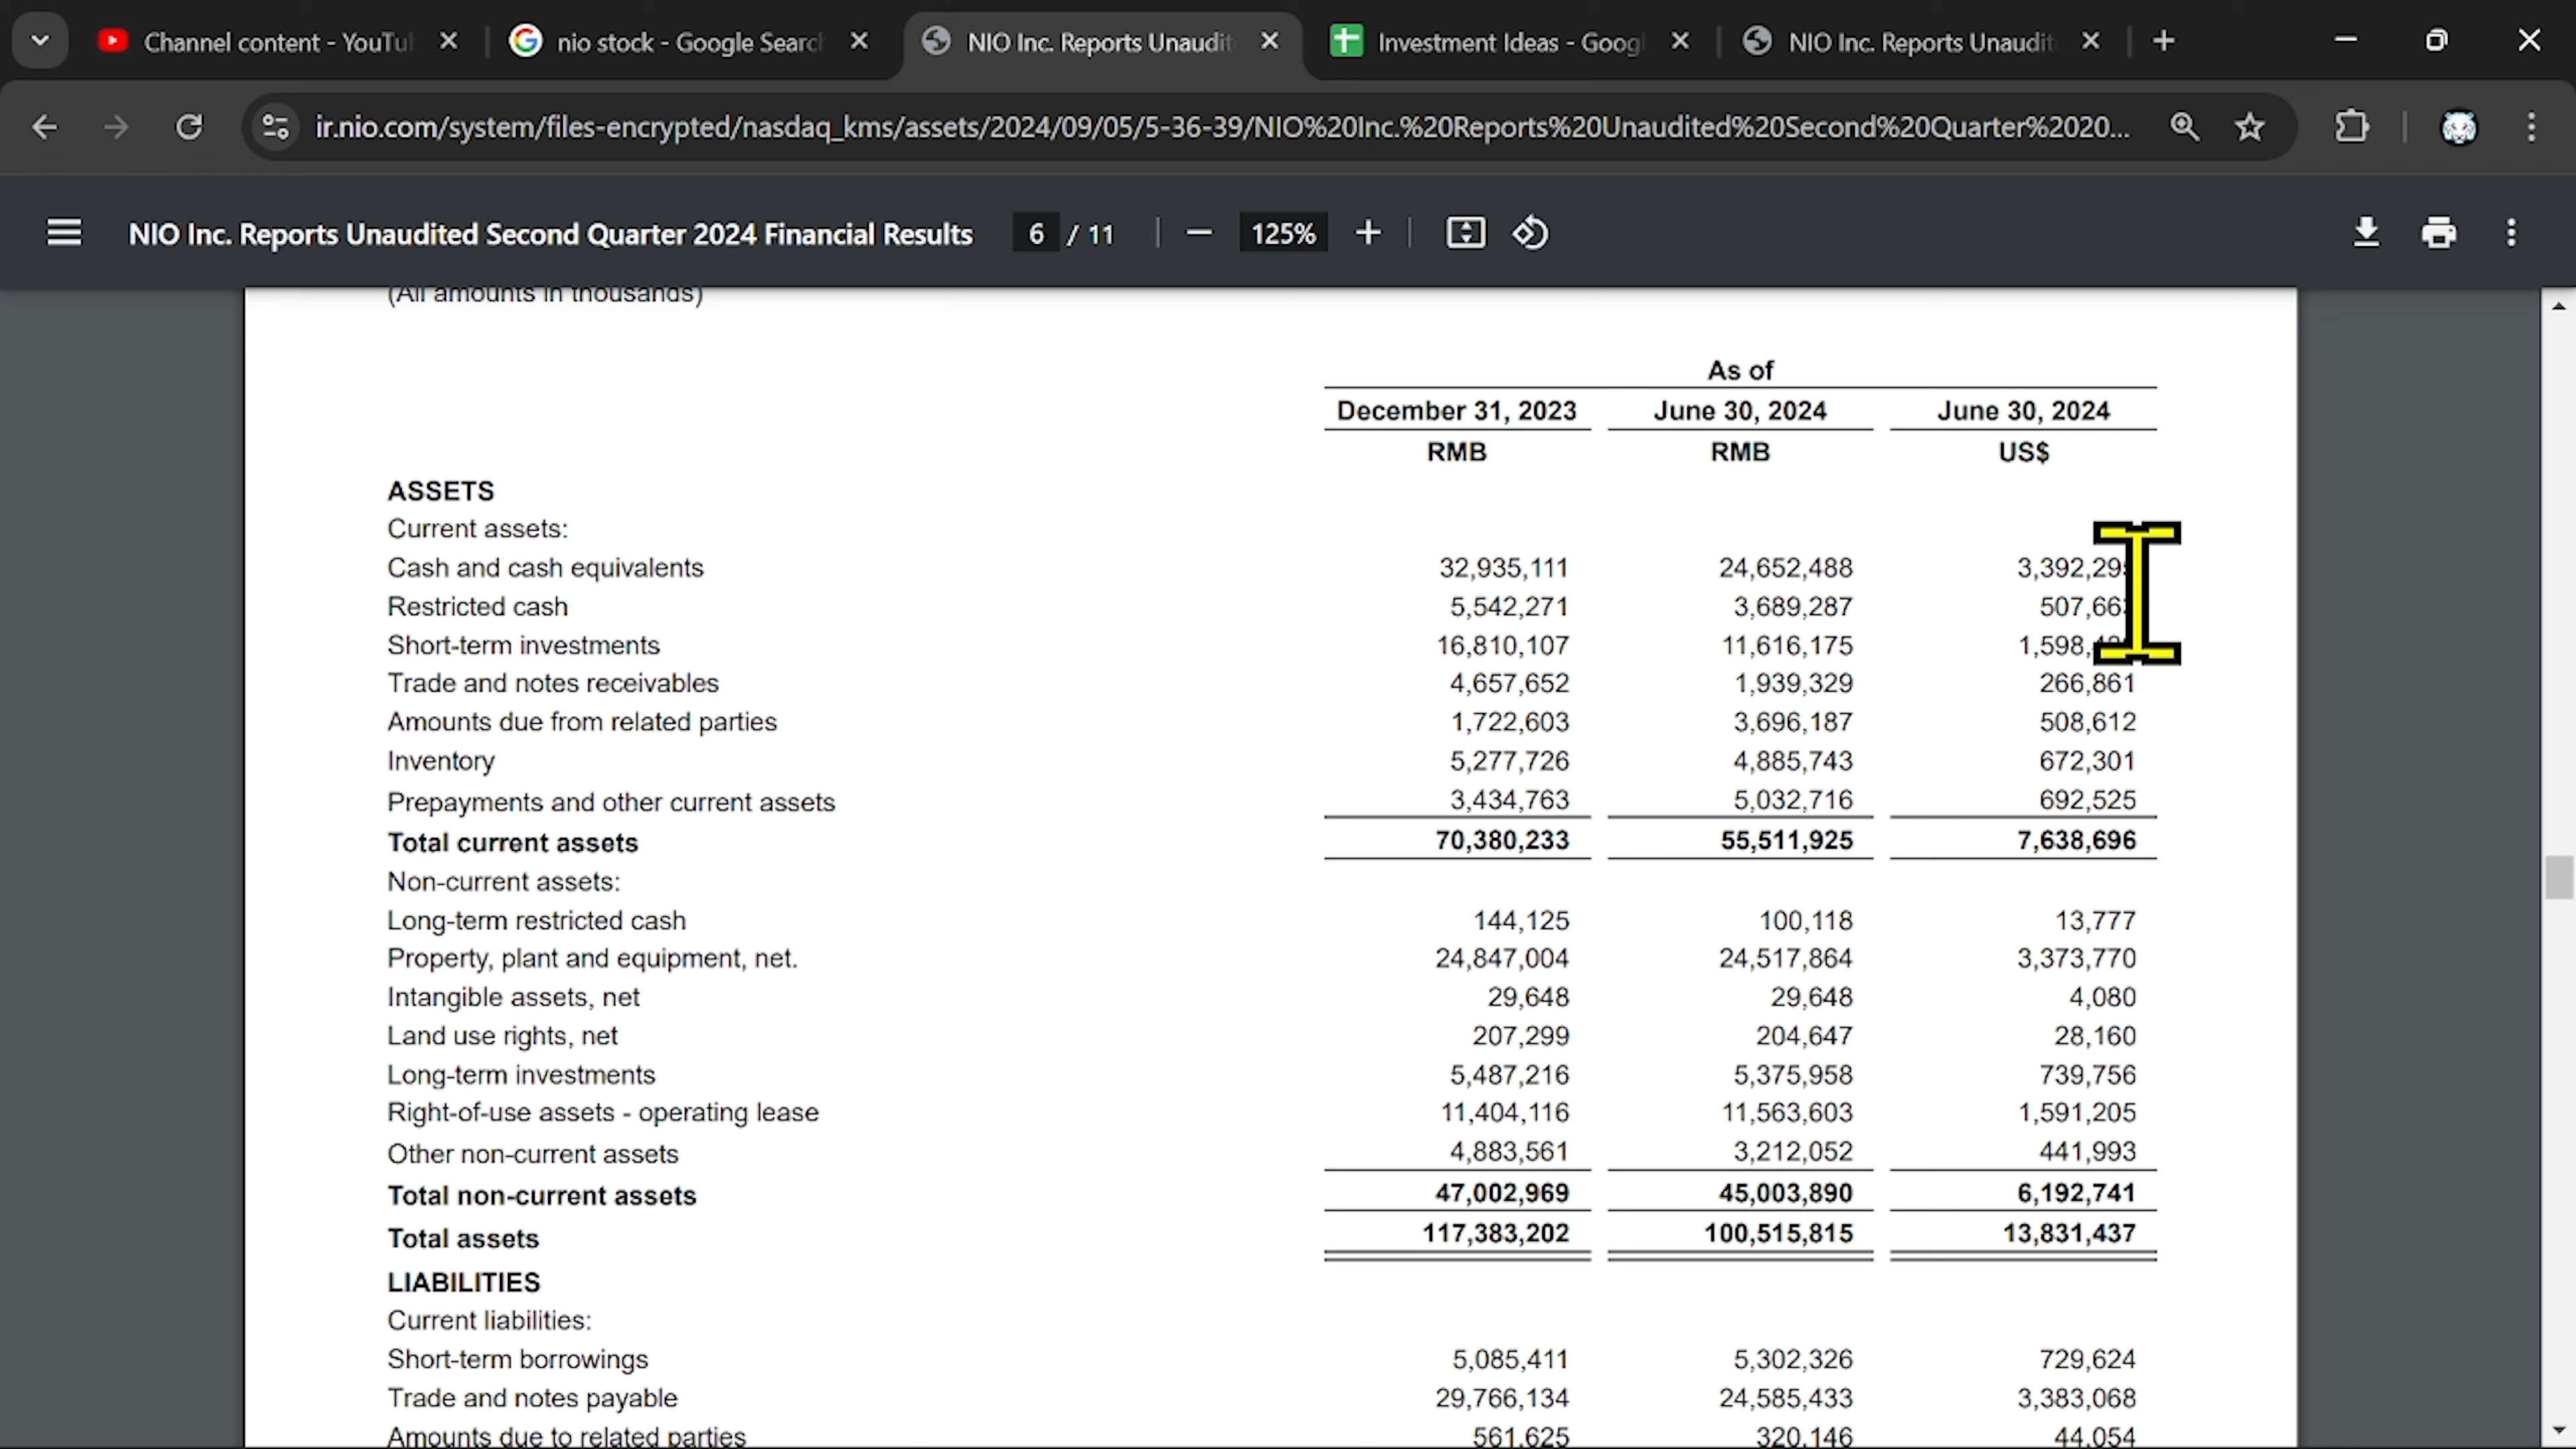 Channel content - YouTu
nio stock - Google Search
NIO Inc. Reports Unaudit
Investment Ideas - Googl
NIO Inc. Reports Unaudit
ir.nio.com/system/files-encrypted/nasdaq_kms/assets/2024/09/05/5-36-39/NIO%20Inc.%20Reports%20Unaudited%20Second%20Quarter%2020...
NIO Inc. Reports Unaudited Second Quarter 2024 Financial Results 6 / 11 125%
(All amounts in thousands)
As of
December 31, 2023 June 30, 2024 June 30, 2024
RMB RMB US$
ASSETS
Current assets:
Cash and cash equivalents 32,935,111 24,652,488
Restricted cash 5,542,271 3,689,287
Short-term investments 16,810,107 11,616,175
Trade and notes receivables 4,657,652 1,939,329 266,861
Amounts due from related parties 1,722,603 3,696,187 508,612
Inventory 5,277,726 4,885,743 672,301
Prepayments and other current assets 3,434,763 5,032,716 692,525
Total current assets 70,380,233 55,511,925 7,638,696
Non-current assets:
Long-term restricted cash 144,125 100,118 13,777
Property, plant and equipment, net. 24,847,004 24,517,864 3,373,770
Intangible assets, net 29,648 29,648 4,080
Land use rights, net 207,299 204,647 28,160
Long-term investments 5,487,216 5,375,958 739,756
Right-of-use assets - operating lease 11,404,116 11,563,603 1,591,205
Other non-current assets 4,883,561 3,212,052 441,993
Total non-current assets 47,002,969 45,003,890 6,192,741
Total assets 117,383,202 100,515,815 13,831,437
LIABILITIES
Current liabilities:
Short-term borrowings 5,085,411 5,302,326 729,624
Trade and notes payable 29,766,134 24,585,433 3,383,068
Amounts due to related parties 561,625 320,146 44,054